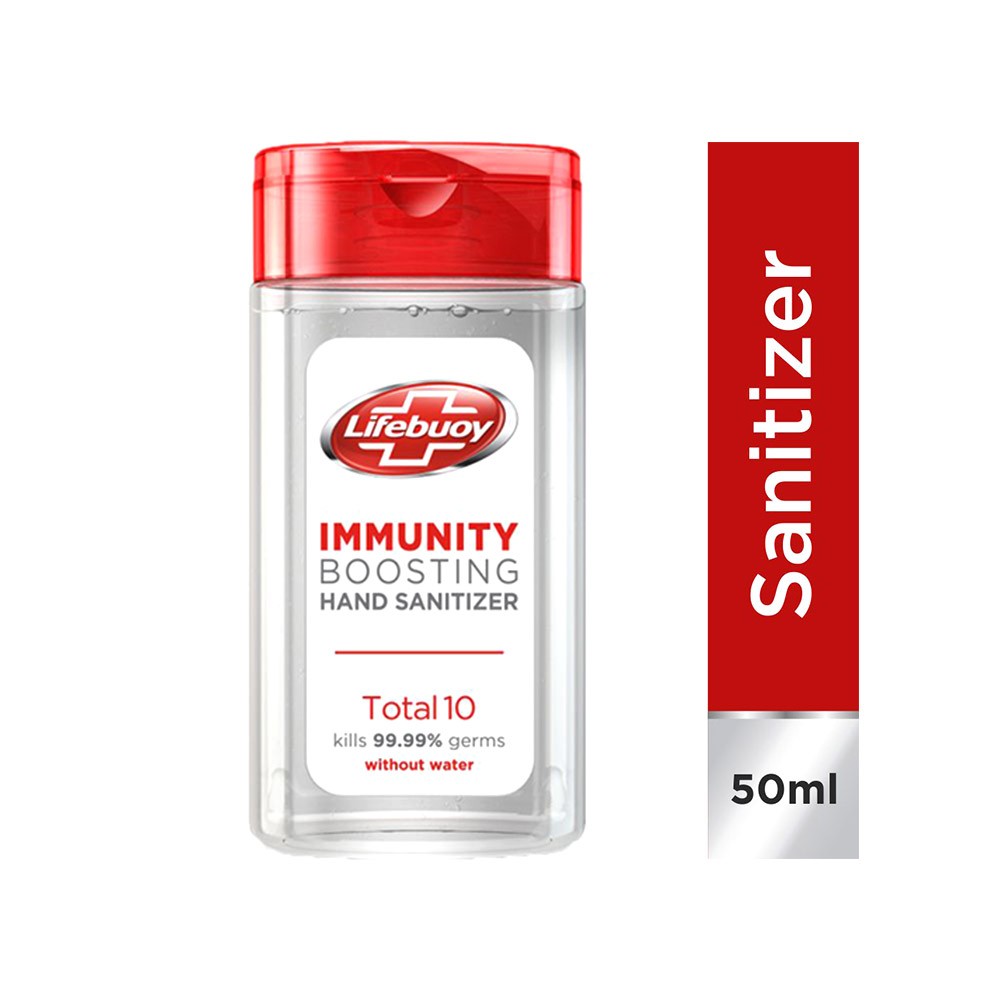 Lifebuoy
IMMUNITY
BOOSTING
HAND SANITIZER
Total 10
kills 99.99% germs
without water
Sanitizer
50ml